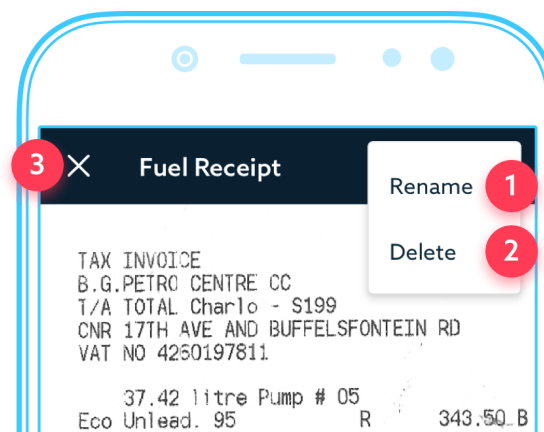 3
Fuel Receipt
Rename 1
Delete 2
TAX INVOICE
B.G.PETRO CENTRE CC
T/A TOTAL Charlo - S199
CNR 17TH AVE AND BUFFELSFONTEIN RD
VAT NO 4260197811
37.42 litre Pump # 05
Eco Unlead. 95 R 343.50 B